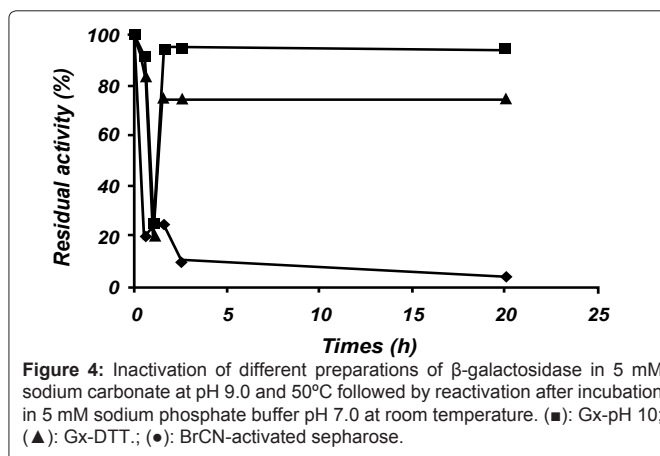 100
80
60
40
20
0
Residual activity (%)
0 5 10 15 20 25
Times (h)
Figure 4: Inactivation of different preparations of β-galactosidase in 5 mM
sodium carbonate at pH 9.0 and 50ºC followed by reactivation after incubation
in 5 mM sodium phosphate buffer pH 7.0 at room temperature. (■): Gx-pH 10;
(▲): Gx-DTT.; (●): BrCN-activated sepharose.